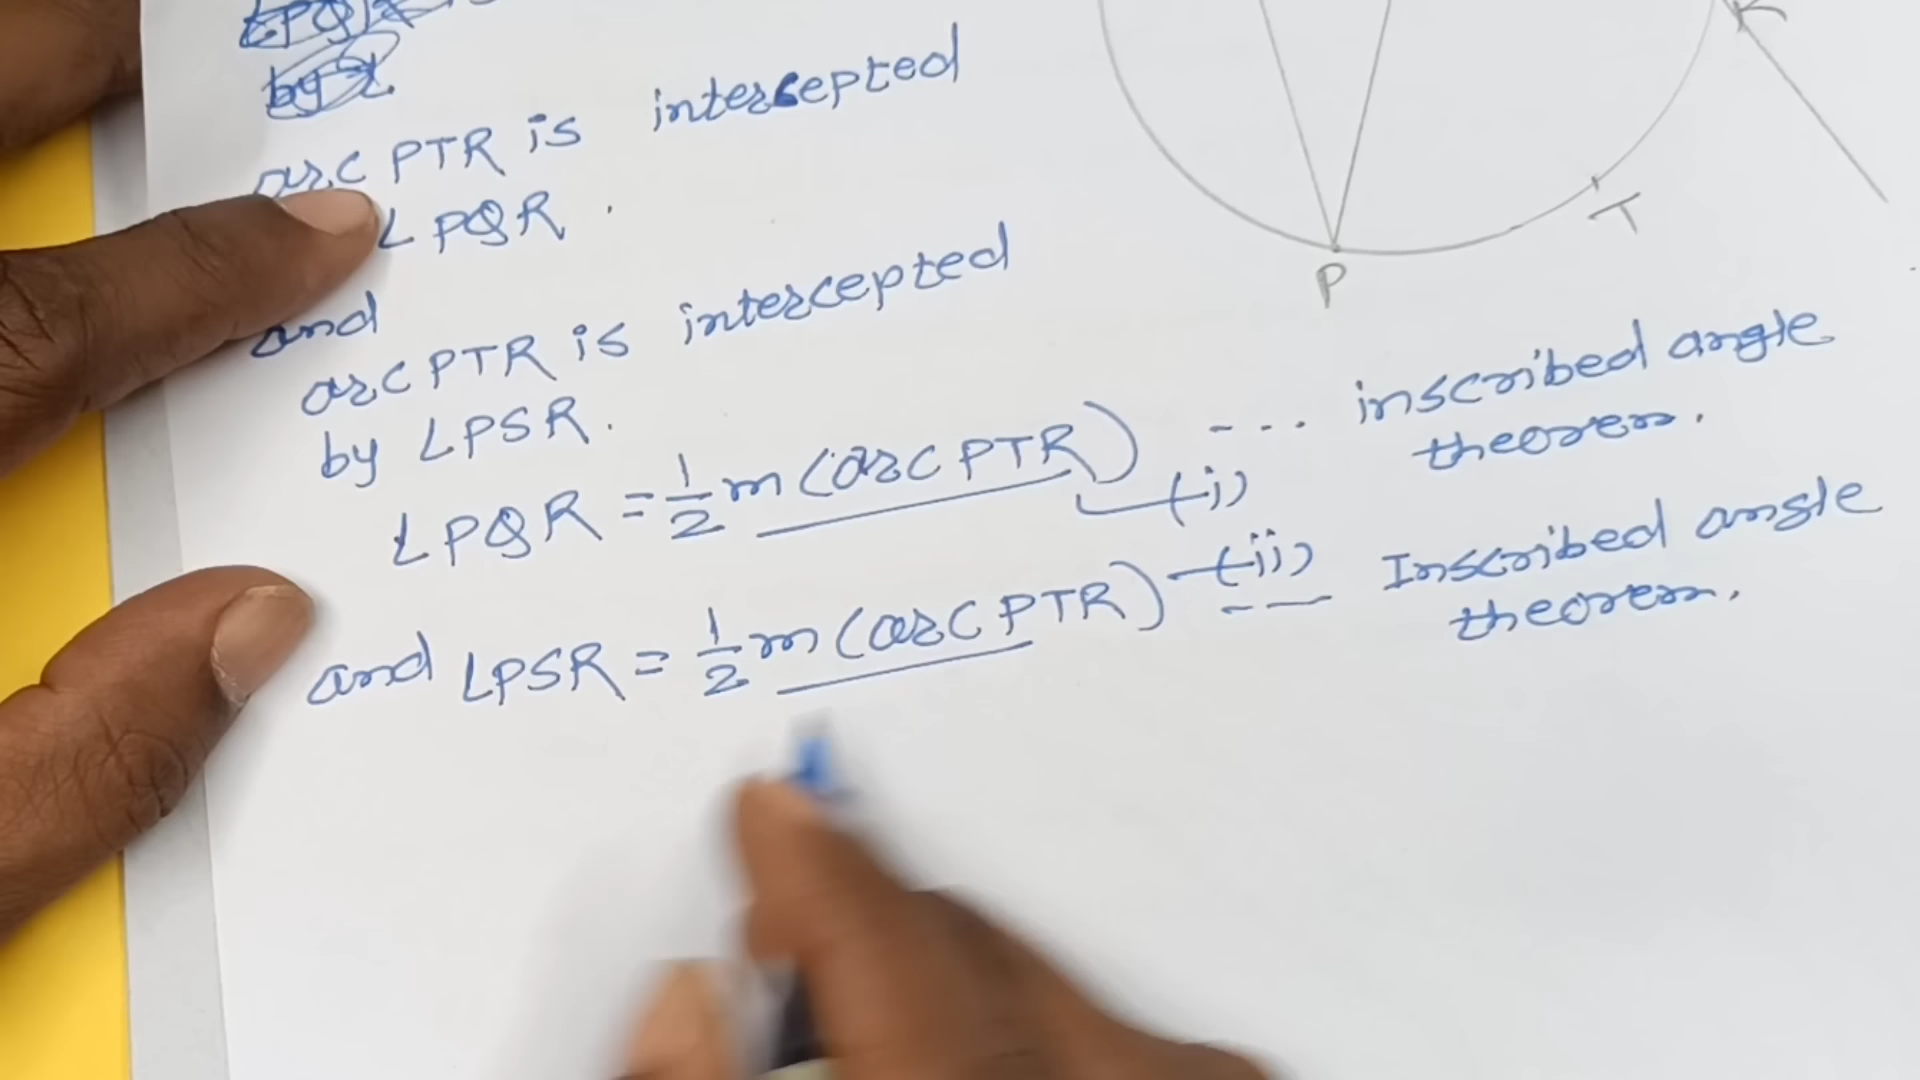 by
arc PTR is intercepted
∠PQR.
and
arc PTR is intercepted
by ∠PSR.
∠PQR = 1/2 m(arc PTR) --- inscribed angle
(i) theorem.
and ∠PSR = 1/2 m(arc PTR) (ii) --- Inscribed angle
theorem.
R
T
P